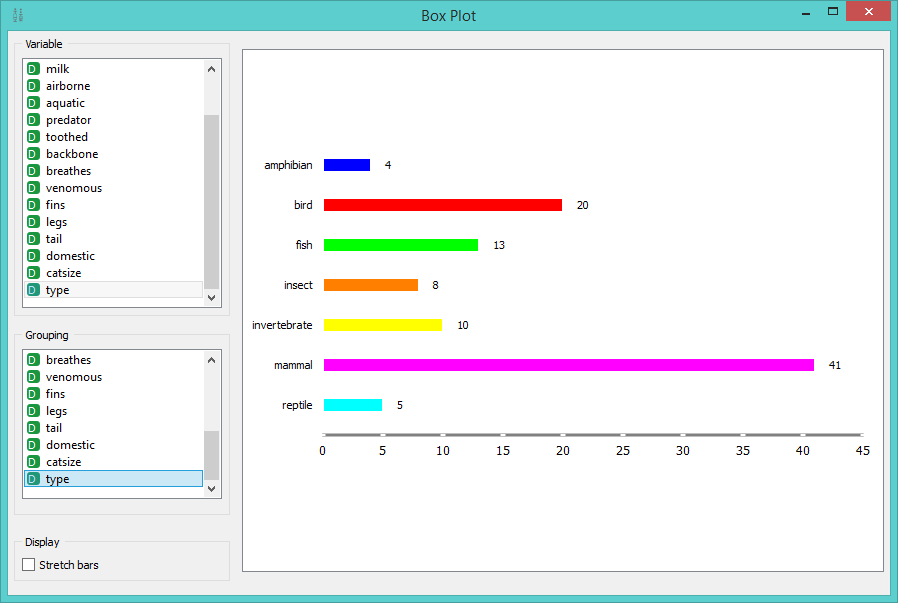 Box Plot
Variable
D milk
D airborne
D aquatic
D predator
D toothed
D backbone
D breathes
D venomous
D fins
D legs
D tail
D domestic
D catsize
D type
Grouping
D breathes
D venomous
D fins
D legs
D tail
D domestic
D catsize
D type
Display
Stretch bars
amphibian 4
bird 20
fish 13
insect 8
invertebrate 10
mammal 41
reptile 5
0 5 10 15 20 25 30 35 40 45